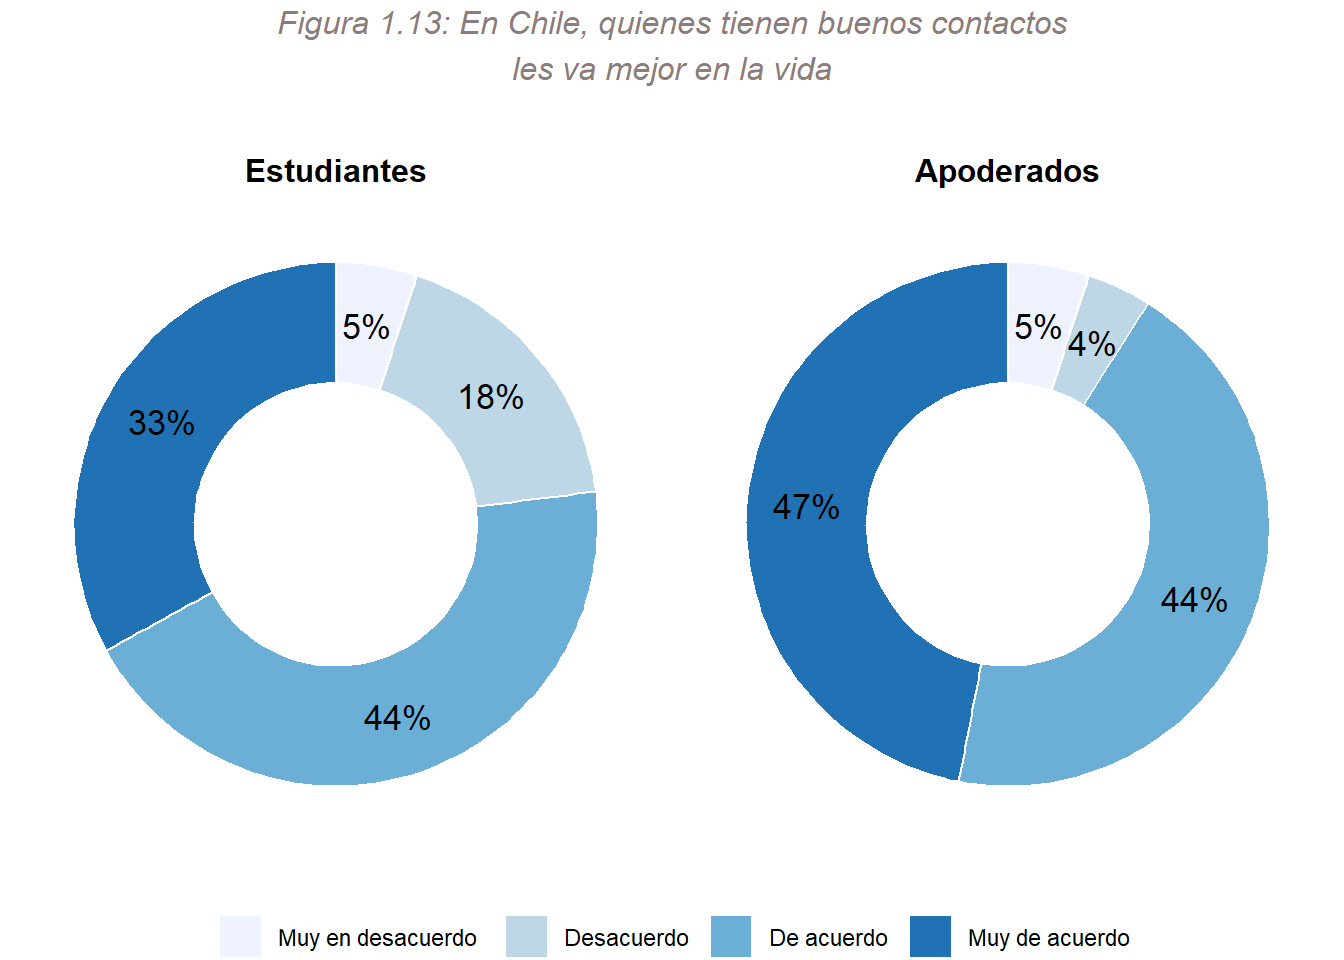 Figura 1.13: En Chile, quienes tienen buenos contactos
les va mejor en la vida
Estudiantes
Apoderados
5%
18%
33%
44%
5%
4%
47%
44%
Muy en desacuerdo
Desacuerdo
De acuerdo
Muy de acuerdo